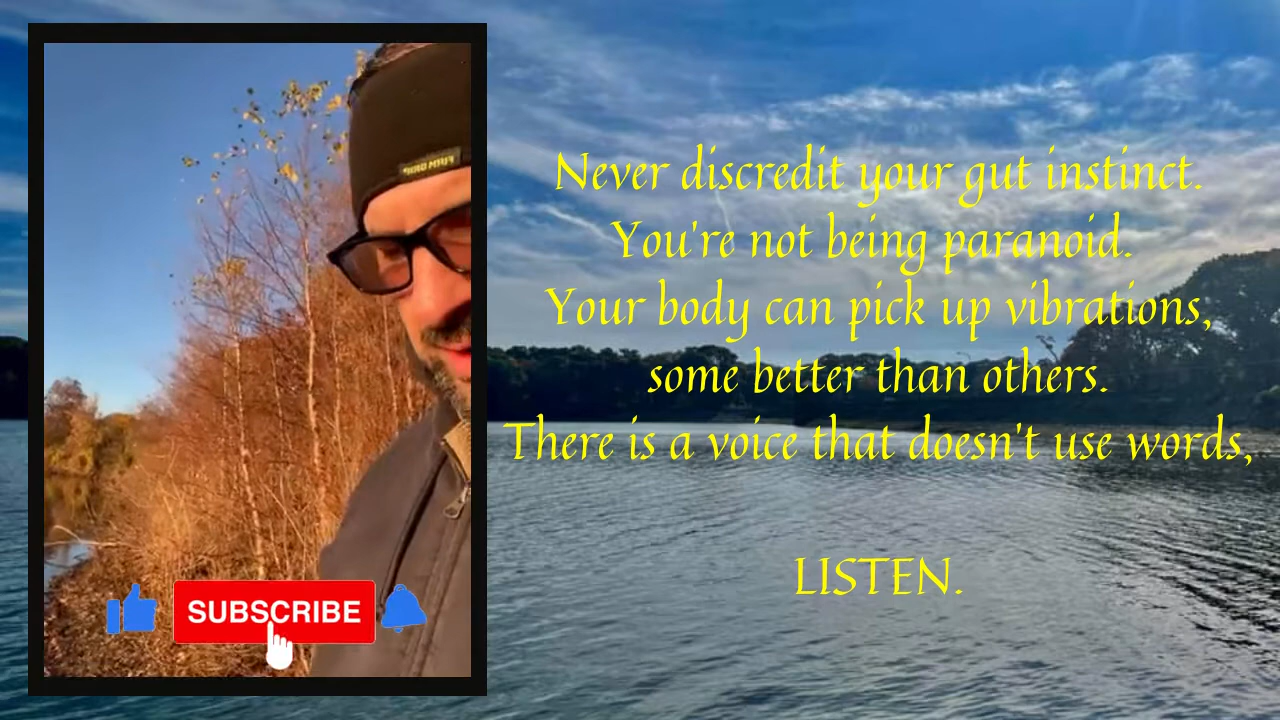 Never discredit your gut instinct.
You're not being paranoid.
Your body can pick up vibrations,
some better than others.
There is a voice that doesn't use words,
LISTEN.
SUBSCRIBE